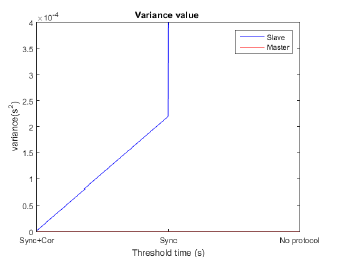 Variance value
×10^-4
4
3.5
3
2.5
2
1.5
1
0.5
0
variance(s^2)
Slave
Master
Sync+Cor Sync No protocol
Threshold time (s)